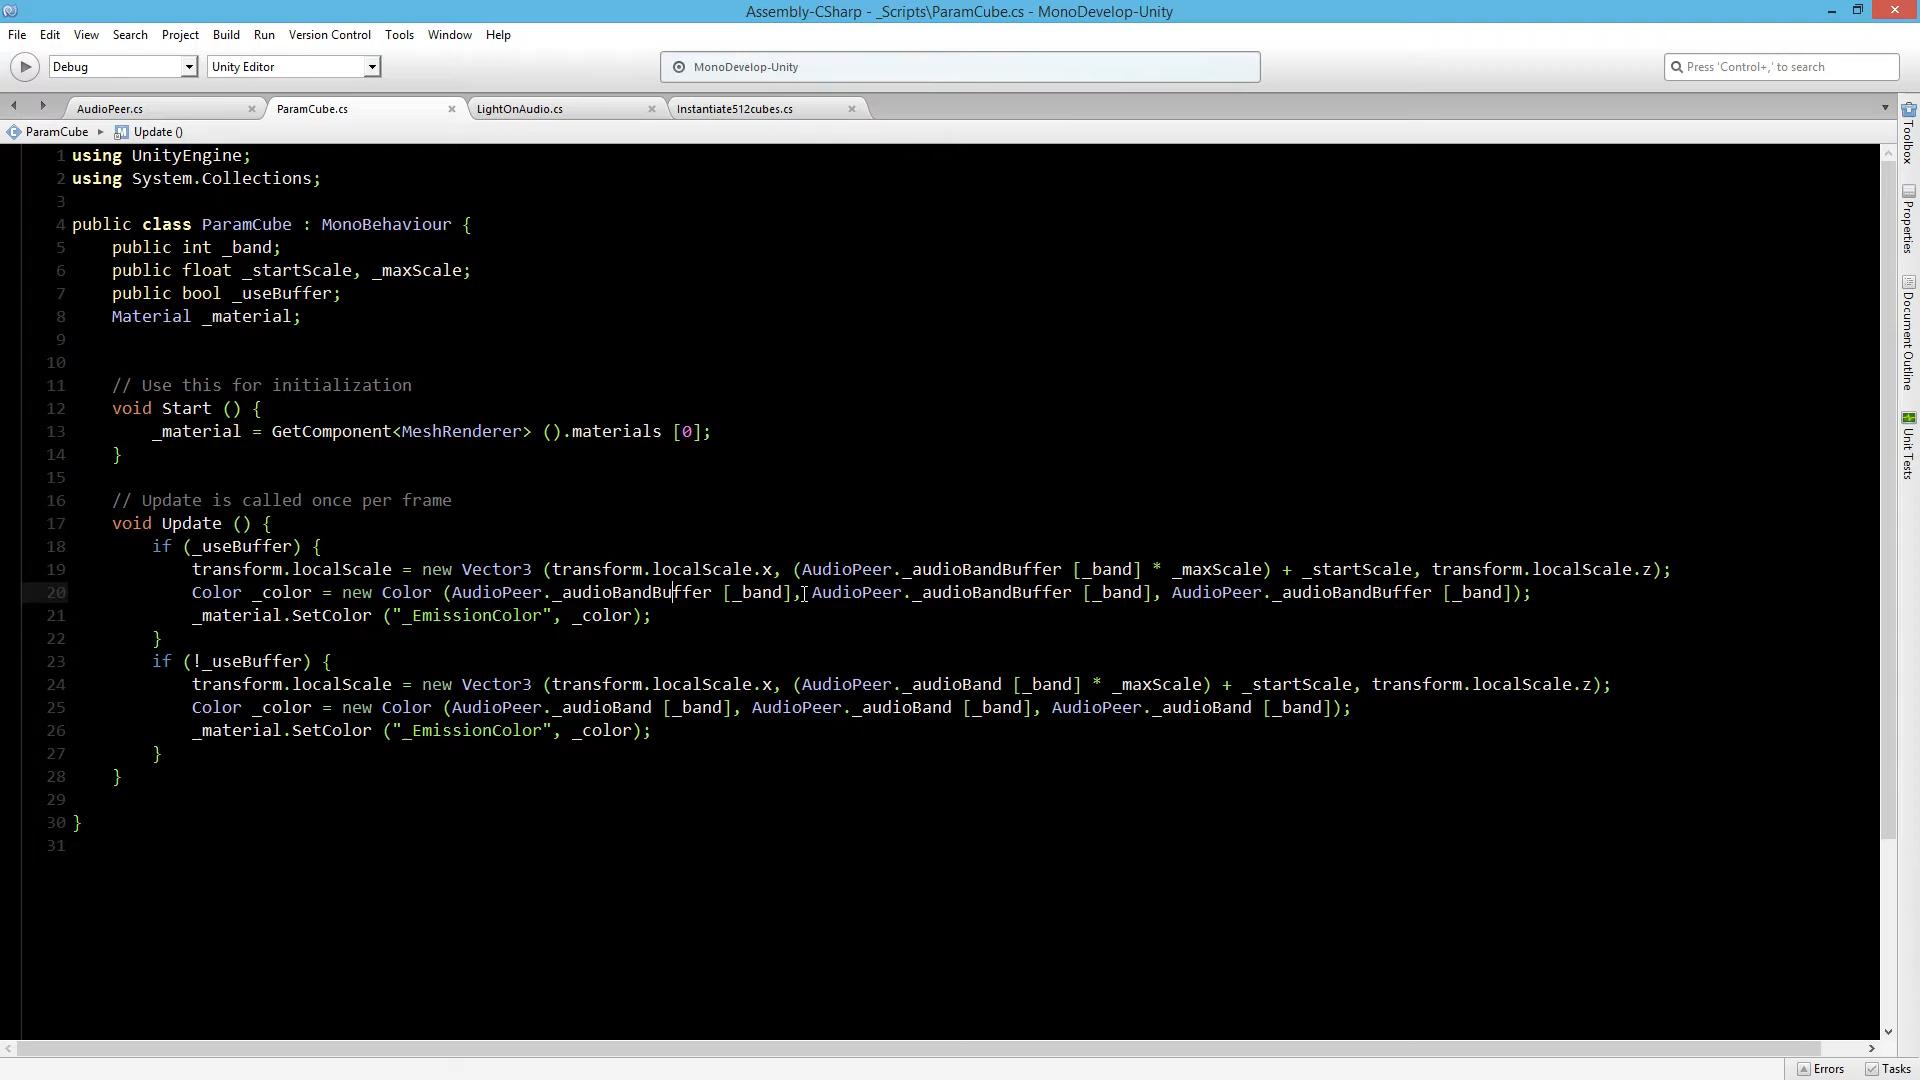 Assembly-CSharp - _Scripts\ParamCube.cs - MonoDevelop-Unity
File Edit View Search Project Build Run Version Control Tools Window Help
Debug Unity Editor MonoDevelop-Unity Press 'Control+,' to search
AudioPeer.cs ParamCube.cs LightOnAudio.cs Instantiate512cubes.cs
ParamCube Update ()
1 using UnityEngine;
2 using System.Collections;
3
4 public class ParamCube : MonoBehaviour {
5 public int _band;
6 public float _startScale, _maxScale;
7 public bool _useBuffer;
8 Material _material;
9
10
11 // Use this for initialization
12 void Start () {
13 _material = GetComponent<MeshRenderer> ().materials [0];
14 }
15
16 // Update is called once per frame
17 void Update () {
18 if (_useBuffer) {
19 transform.localScale = new Vector3 (transform.localScale.x, (AudioPeer._audioBandBuffer [_band] * _maxScale) + _startScale, transform.localScale.z);
20 Color _color = new Color (AudioPeer._audioBandBuffer [_band], AudioPeer._audioBandBuffer [_band], AudioPeer._audioBandBuffer [_band]);
21 _material.SetColor ("_EmissionColor", _color);
22 }
23 if (!_useBuffer) {
24 transform.localScale = new Vector3 (transform.localScale.x, (AudioPeer._audioBand [_band] * _maxScale) + _startScale, transform.localScale.z);
25 Color _color = new Color (AudioPeer._audioBand [_band], AudioPeer._audioBand [_band], AudioPeer._audioBand [_band]);
26 _material.SetColor ("_EmissionColor", _color);
27 }
28 }
29
30 }
31
Toolbox
Properties
Document Outline
Unit Tests
Errors Tasks